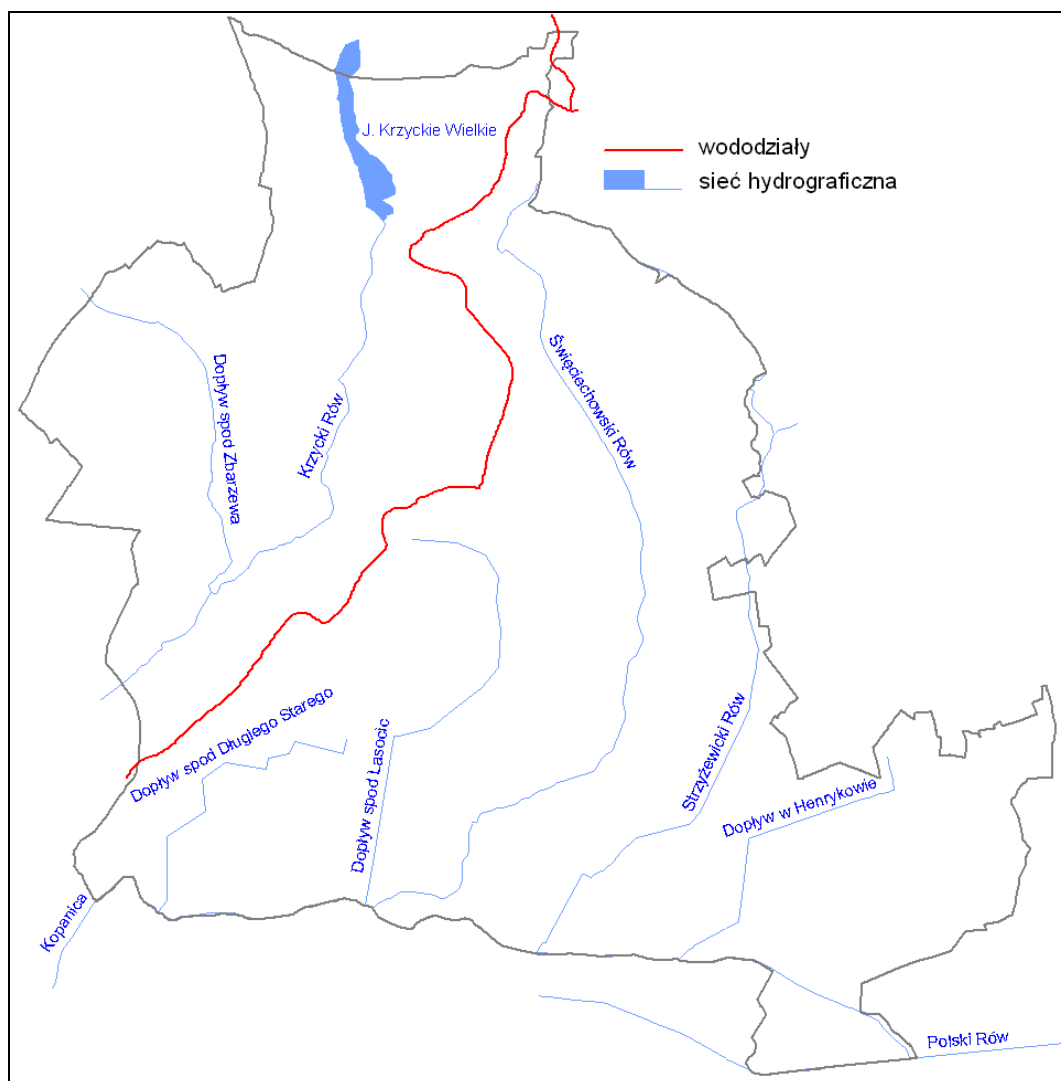 J. Krzyckie Wielkie
wododziały
sieć hydrograficzna
Święciechowski Rów
Dopływ spod Zbarzewa
Krzycki Rów
Dopływ spod Długiego Starego
Dopływ spod Lasocic
Strzyżewicki Rów
Dopływ w Henrykowie
Kopanica
Polski Rów